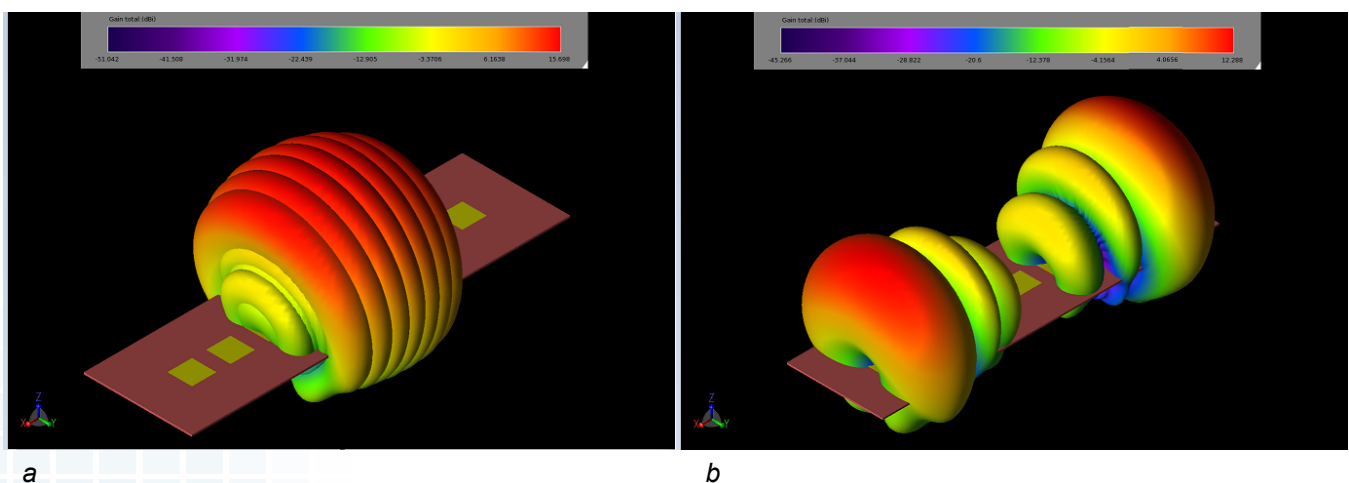 Gain total:(dBi)
-51.042 -41.508 -31.974 -22.439 -12.905 -3.3706 6.1638 15.698
Z
X Y
a
Gain total:(dBi)
-45.266 -37.044 -28.822 -20.6 -12.378 -4.1564 4.0656 12.288
Z
X Y
b